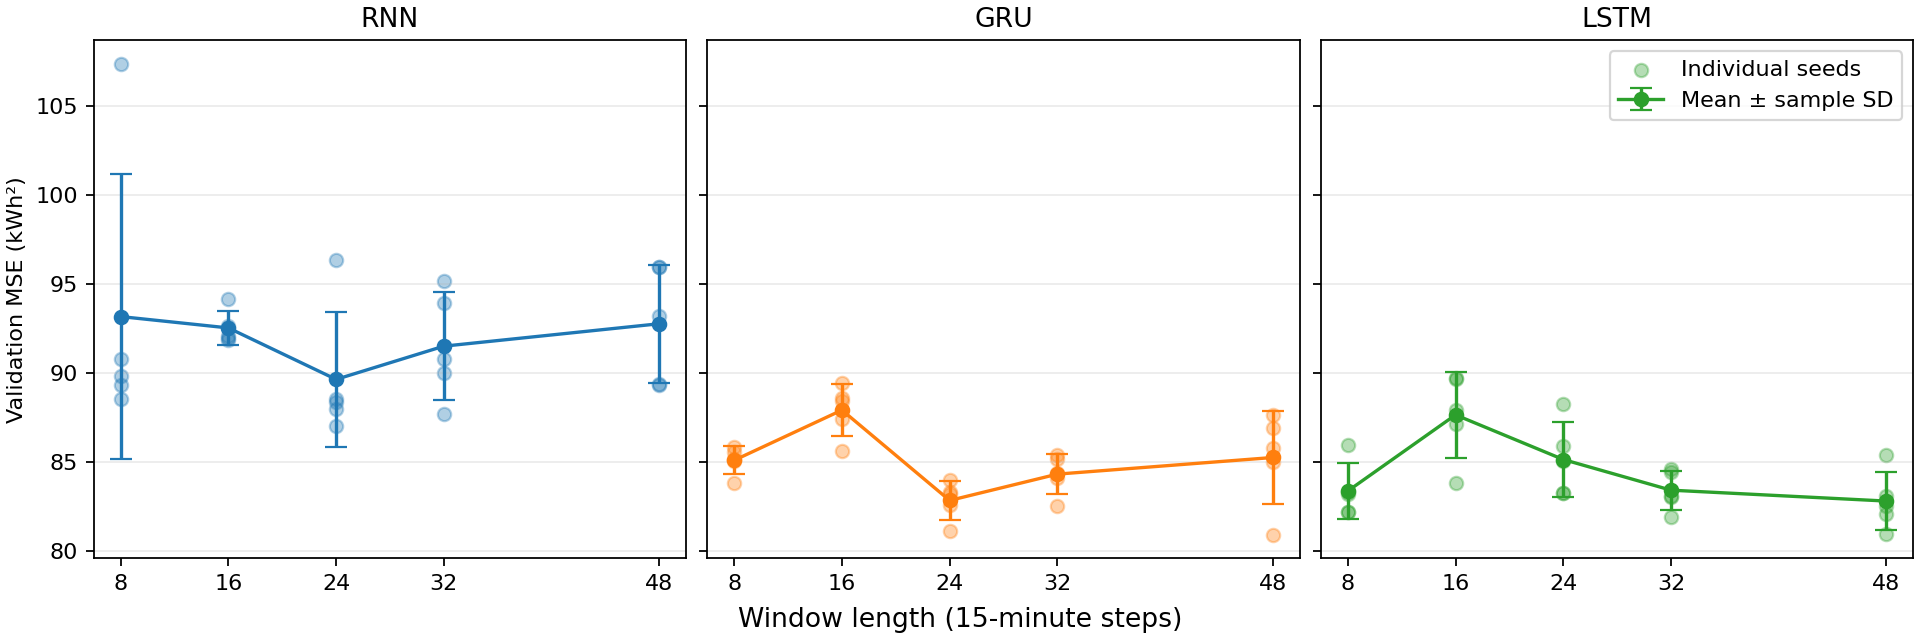 RNN
GRU
LSTM
Validation MSE (kWh²)
105
100
95
90
85
80
Individual seeds
Mean ± sample SD
8 16 24 32 48
8 16 24 32 48
8 16 24 32 48
Window length (15-minute steps)